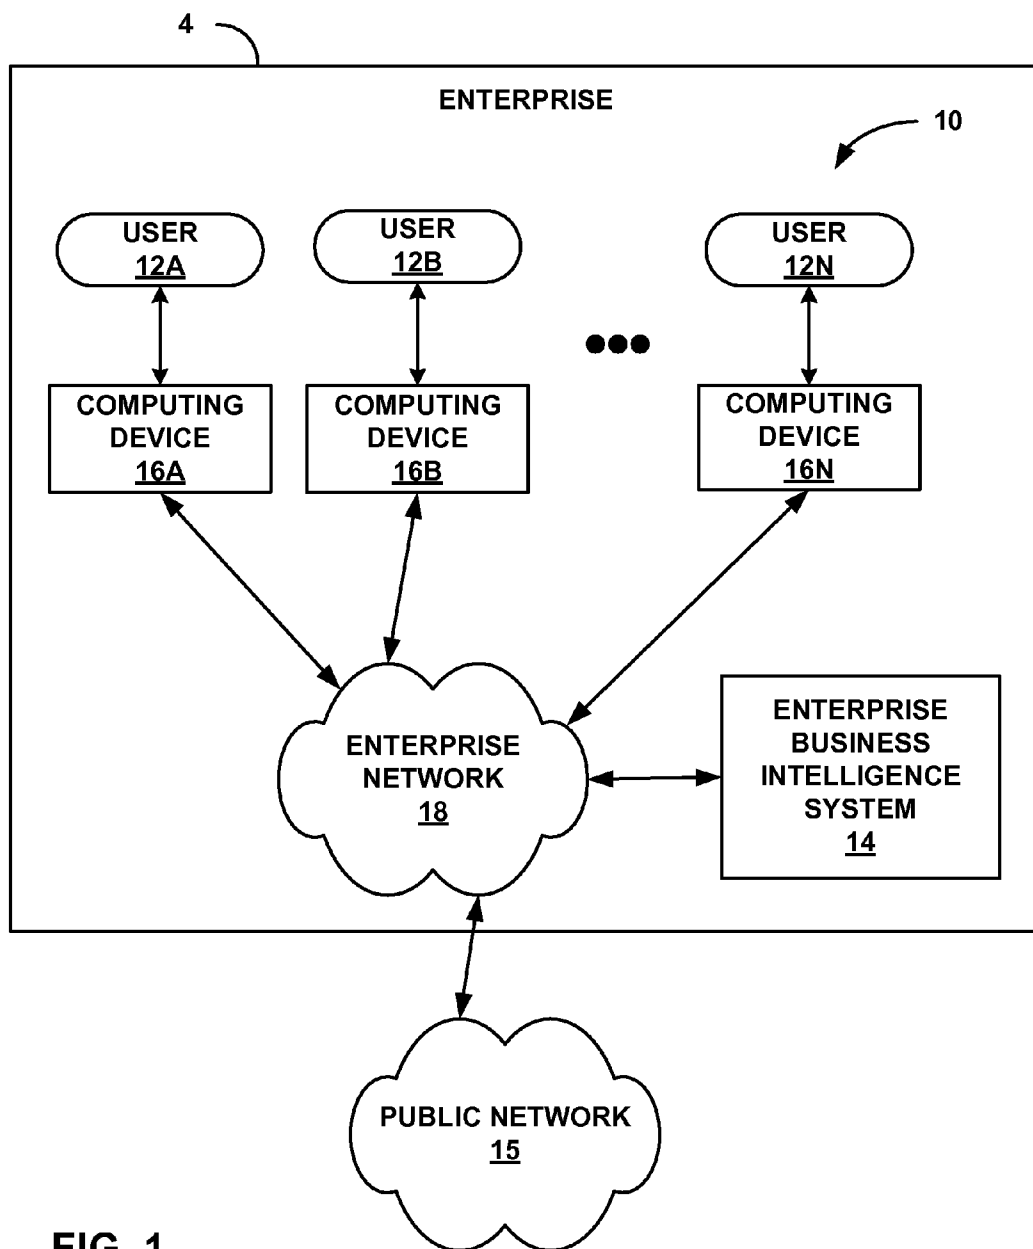 4
ENTERPRISE
10
USER
12A
USER
12B
USER
12N
COMPUTING
DEVICE
16A
COMPUTING
DEVICE
16B
COMPUTING
DEVICE
16N
ENTERPRISE
NETWORK
18
ENTERPRISE
BUSINESS
INTELLIGENCE
SYSTEM
14
PUBLIC NETWORK
15
FIG. 1